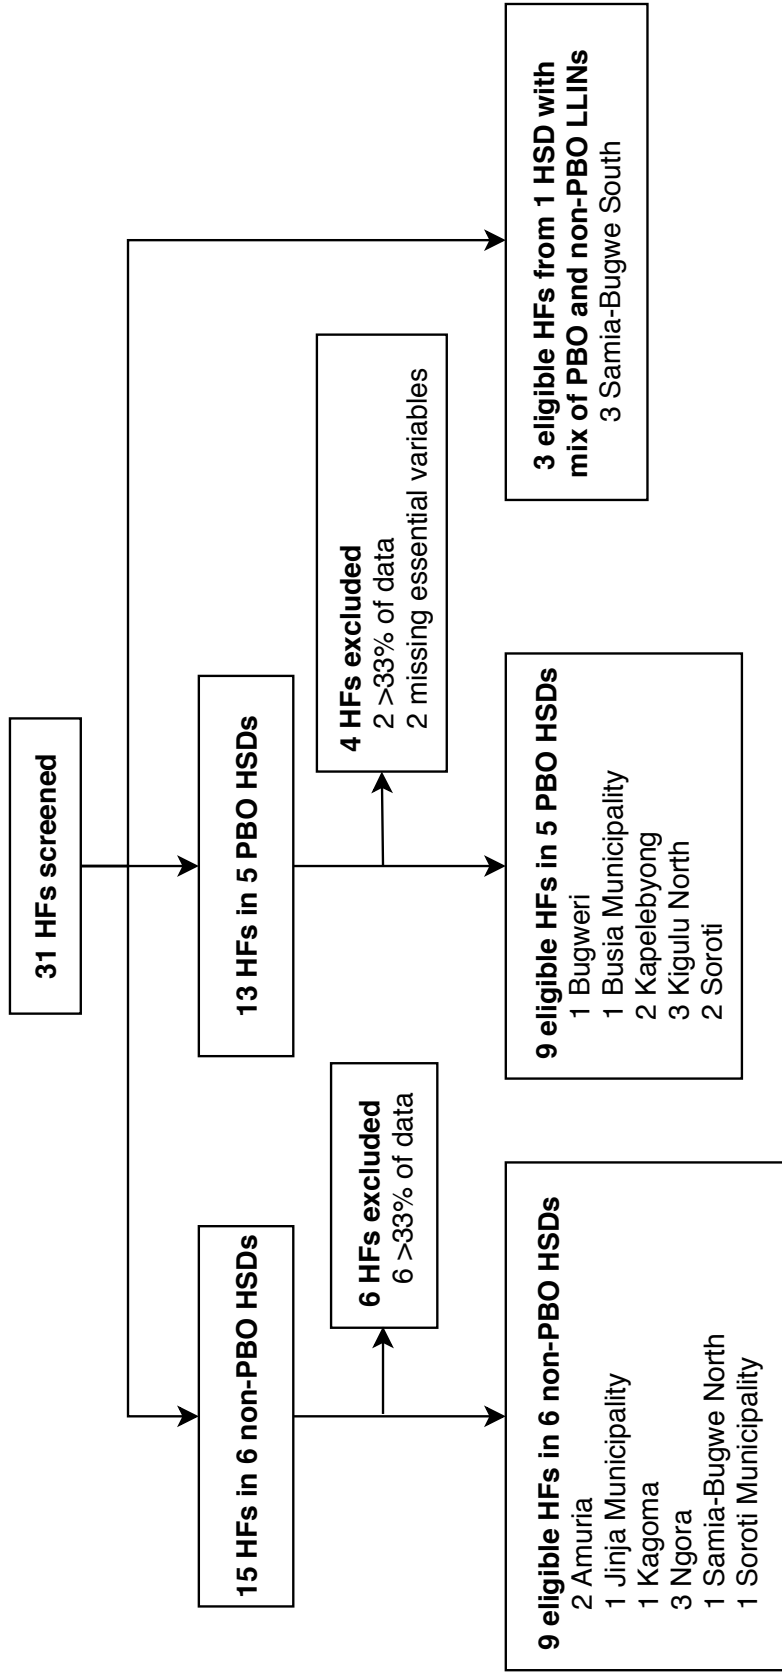 31 HFs screened
15 HFs in 6 non-PBO HSDs
13 HFs in 5 PBO HSDs
6 HFs excluded
6 >33% of data
4 HFs excluded
2 >33% of data
2 missing essential variables
9 eligible HFs in 6 non-PBO HSDs
2 Amuria
1 Jinja Municipality
1 Kagoma
3 Ngora
1 Samia-Bugwe North
1 Soroti Municipality
9 eligible HFs in 5 PBO HSDs
1 Bugweri
1 Busia Municipality
2 Kapelebyong
3 Kigulu North
2 Soroti
3 eligible HFs from 1 HSD with
mix of PBO and non-PBO LLINs
3 Samia-Bugwe South